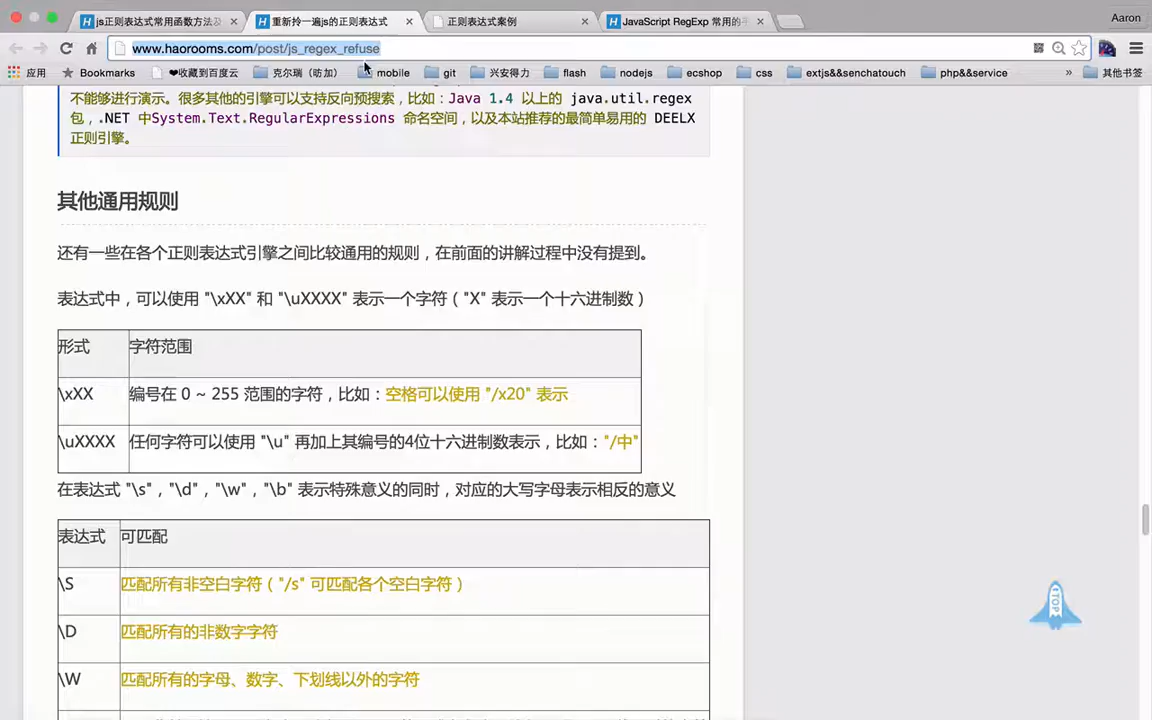 js正则表达式常用函数方法及
重新拎一遍js的正则表达式
正则表达式案例
JavaScript RegExp 常用的
Aaron
www.haorooms.com/post/js_regex_refuse
应用
Bookmarks
❤收藏到百度云
克尔瑞（昉加）
mobile
git
兴安得力
flash
nodejs
ecshop
css
extjs&&senchatouch
php&&service
»
其他书签
不能够进行演示。很多其他的引擎可以支持反向预搜索，比如：Java 1.4 以上的 java.util.regex
包，.NET 中System.Text.RegularExpressions 命名空间，以及本站推荐的最简单易用的 DEELX
正则引擎。
其他通用规则
还有一些在各个正则表达式引擎之间比较通用的规则，在前面的讲解过程中没有提到。
表达式中，可以使用 "\xXX" 和 "\uXXXX" 表示一个字符（"X" 表示一个十六进制数）
形式 字符范围
\xXX 编号在 0 ~ 255 范围的字符，比如：空格可以使用 "/x20" 表示
\uXXXX 任何字符可以使用 "\u" 再加上其编号的4位十六进制数表示，比如："/中"
在表达式 "\s"，"\d"，"\w"，"\b" 表示特殊意义的同时，对应的大写字母表示相反的意义
表达式 可匹配
\S 匹配所有非空白字符（"/s" 可匹配各个空白字符）
\D 匹配所有的非数字字符
\W 匹配所有的字母、数字、下划线以外的字符
TOP